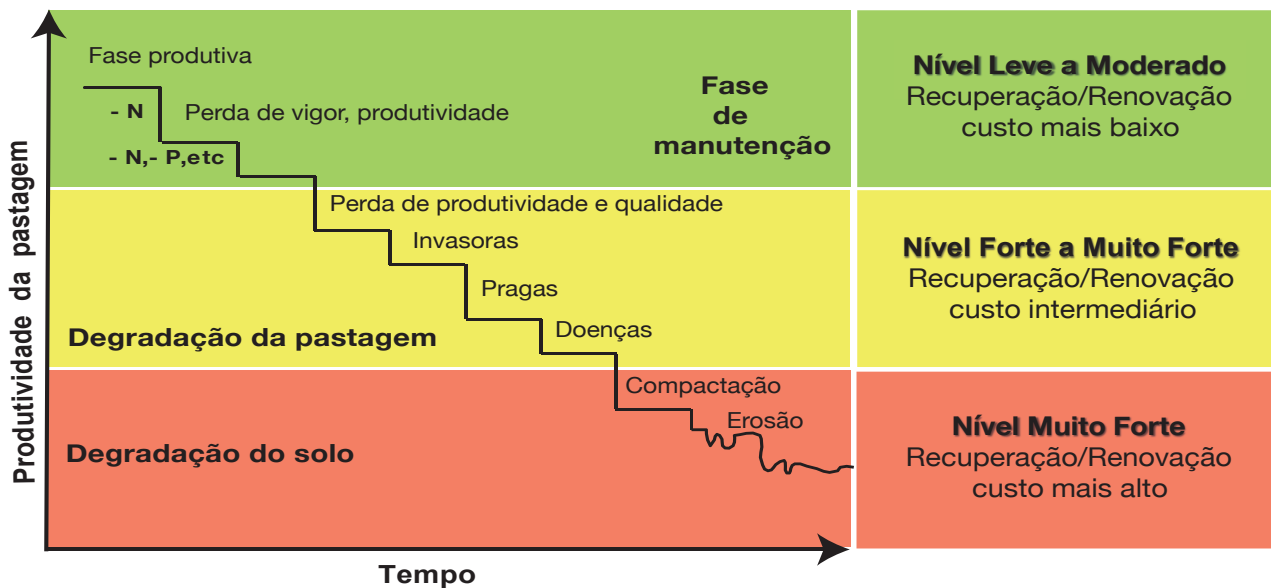 Produtividade da pastagem
Fase produtiva
- N
Perda de vigor, produtividade
- N,- P,etc
Fase
de
manutenção
Perda de produtividade e qualidade
Invasoras
Pragas
Doenças
Degradação da pastagem
Compactação
Erosão
Degradação do solo
Tempo
Nível Leve a Moderado
Recuperação/Renovação
custo mais baixo
Nível Forte a Muito Forte
Recuperação/Renovação
custo intermediário
Nível Muito Forte
Recuperação/Renovação
custo mais alto